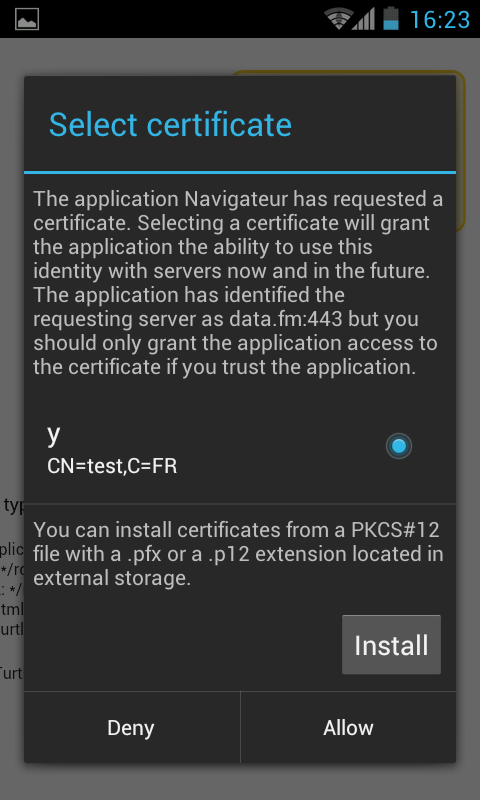 16:23
Select certificate
The application Navigateur has requested a
certificate. Selecting a certificate will grant
the application the ability to use this
identity with servers now and in the future.
The application has identified the
requesting server as data.fm:443 but you
should only grant the application access to
the certificate if you trust the application.
y
CN=test,C=FR
You can install certificates from a PKCS#12
file with a .pfx or a .p12 extension located in
external storage.
Install
Deny
Allow